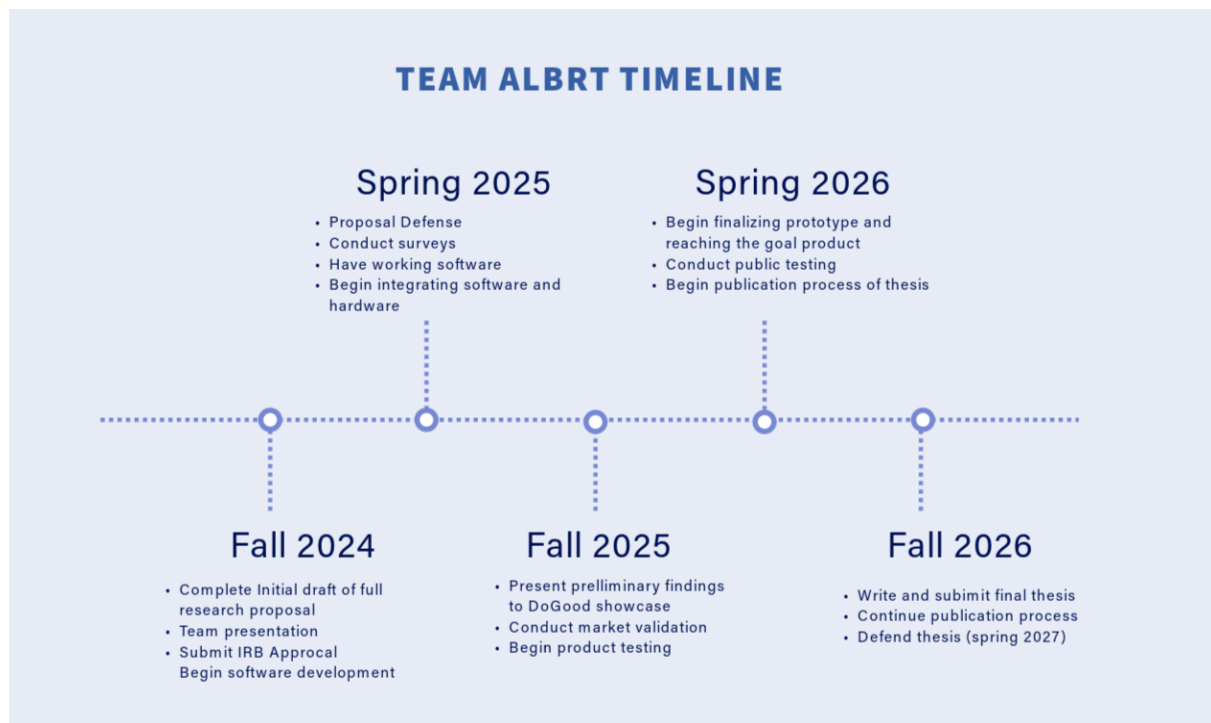 TEAM ALBRT TIMELINE
Spring 2025
• Proposal Defense
• Conduct surveys
• Have working software
• Begin integrating software and
hardware
Spring 2026
• Begin finalizing prototype and
reaching the goal product
• Conduct public testing
• Begin publication process of thesis
Fall 2024
• Complete Initial draft of full
research proposal
• Team presentation
• Submit IRB Approcal
Begin software development
Fall 2025
• Present prelliminary findings
to DoGood showcase
• Conduct market validation
• Begin product testing
Fall 2026
• Write and subimit final thesis
• Continue publication process
• Defend thesis (spring 2027)